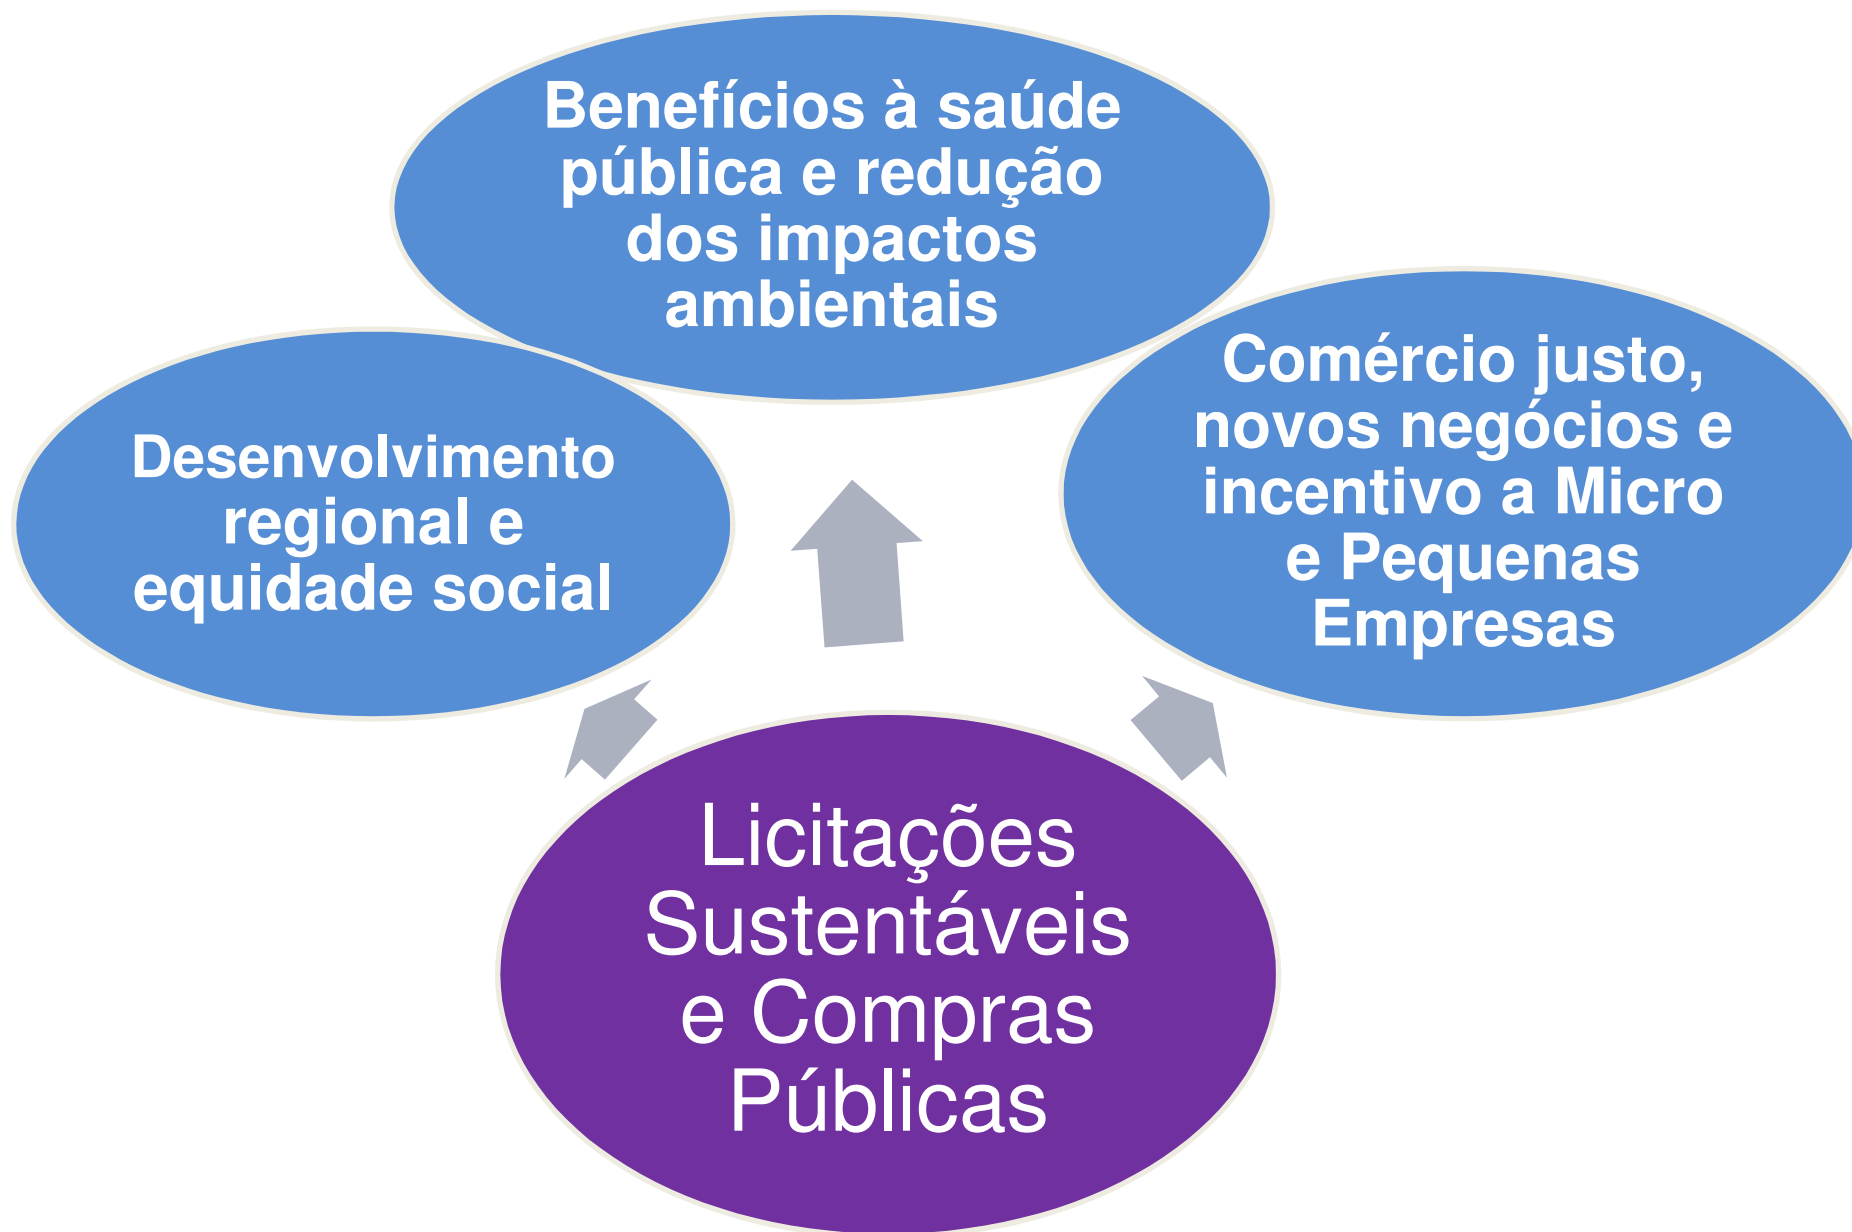 Benefícios à saúde
pública e redução
dos impactos
ambientais
Desenvolvimento
regional e
equidade social
Comércio justo,
novos negócios e
incentivo a Micro
e Pequenas
Empresas
Licitações
Sustentáveis
e Compras
Públicas